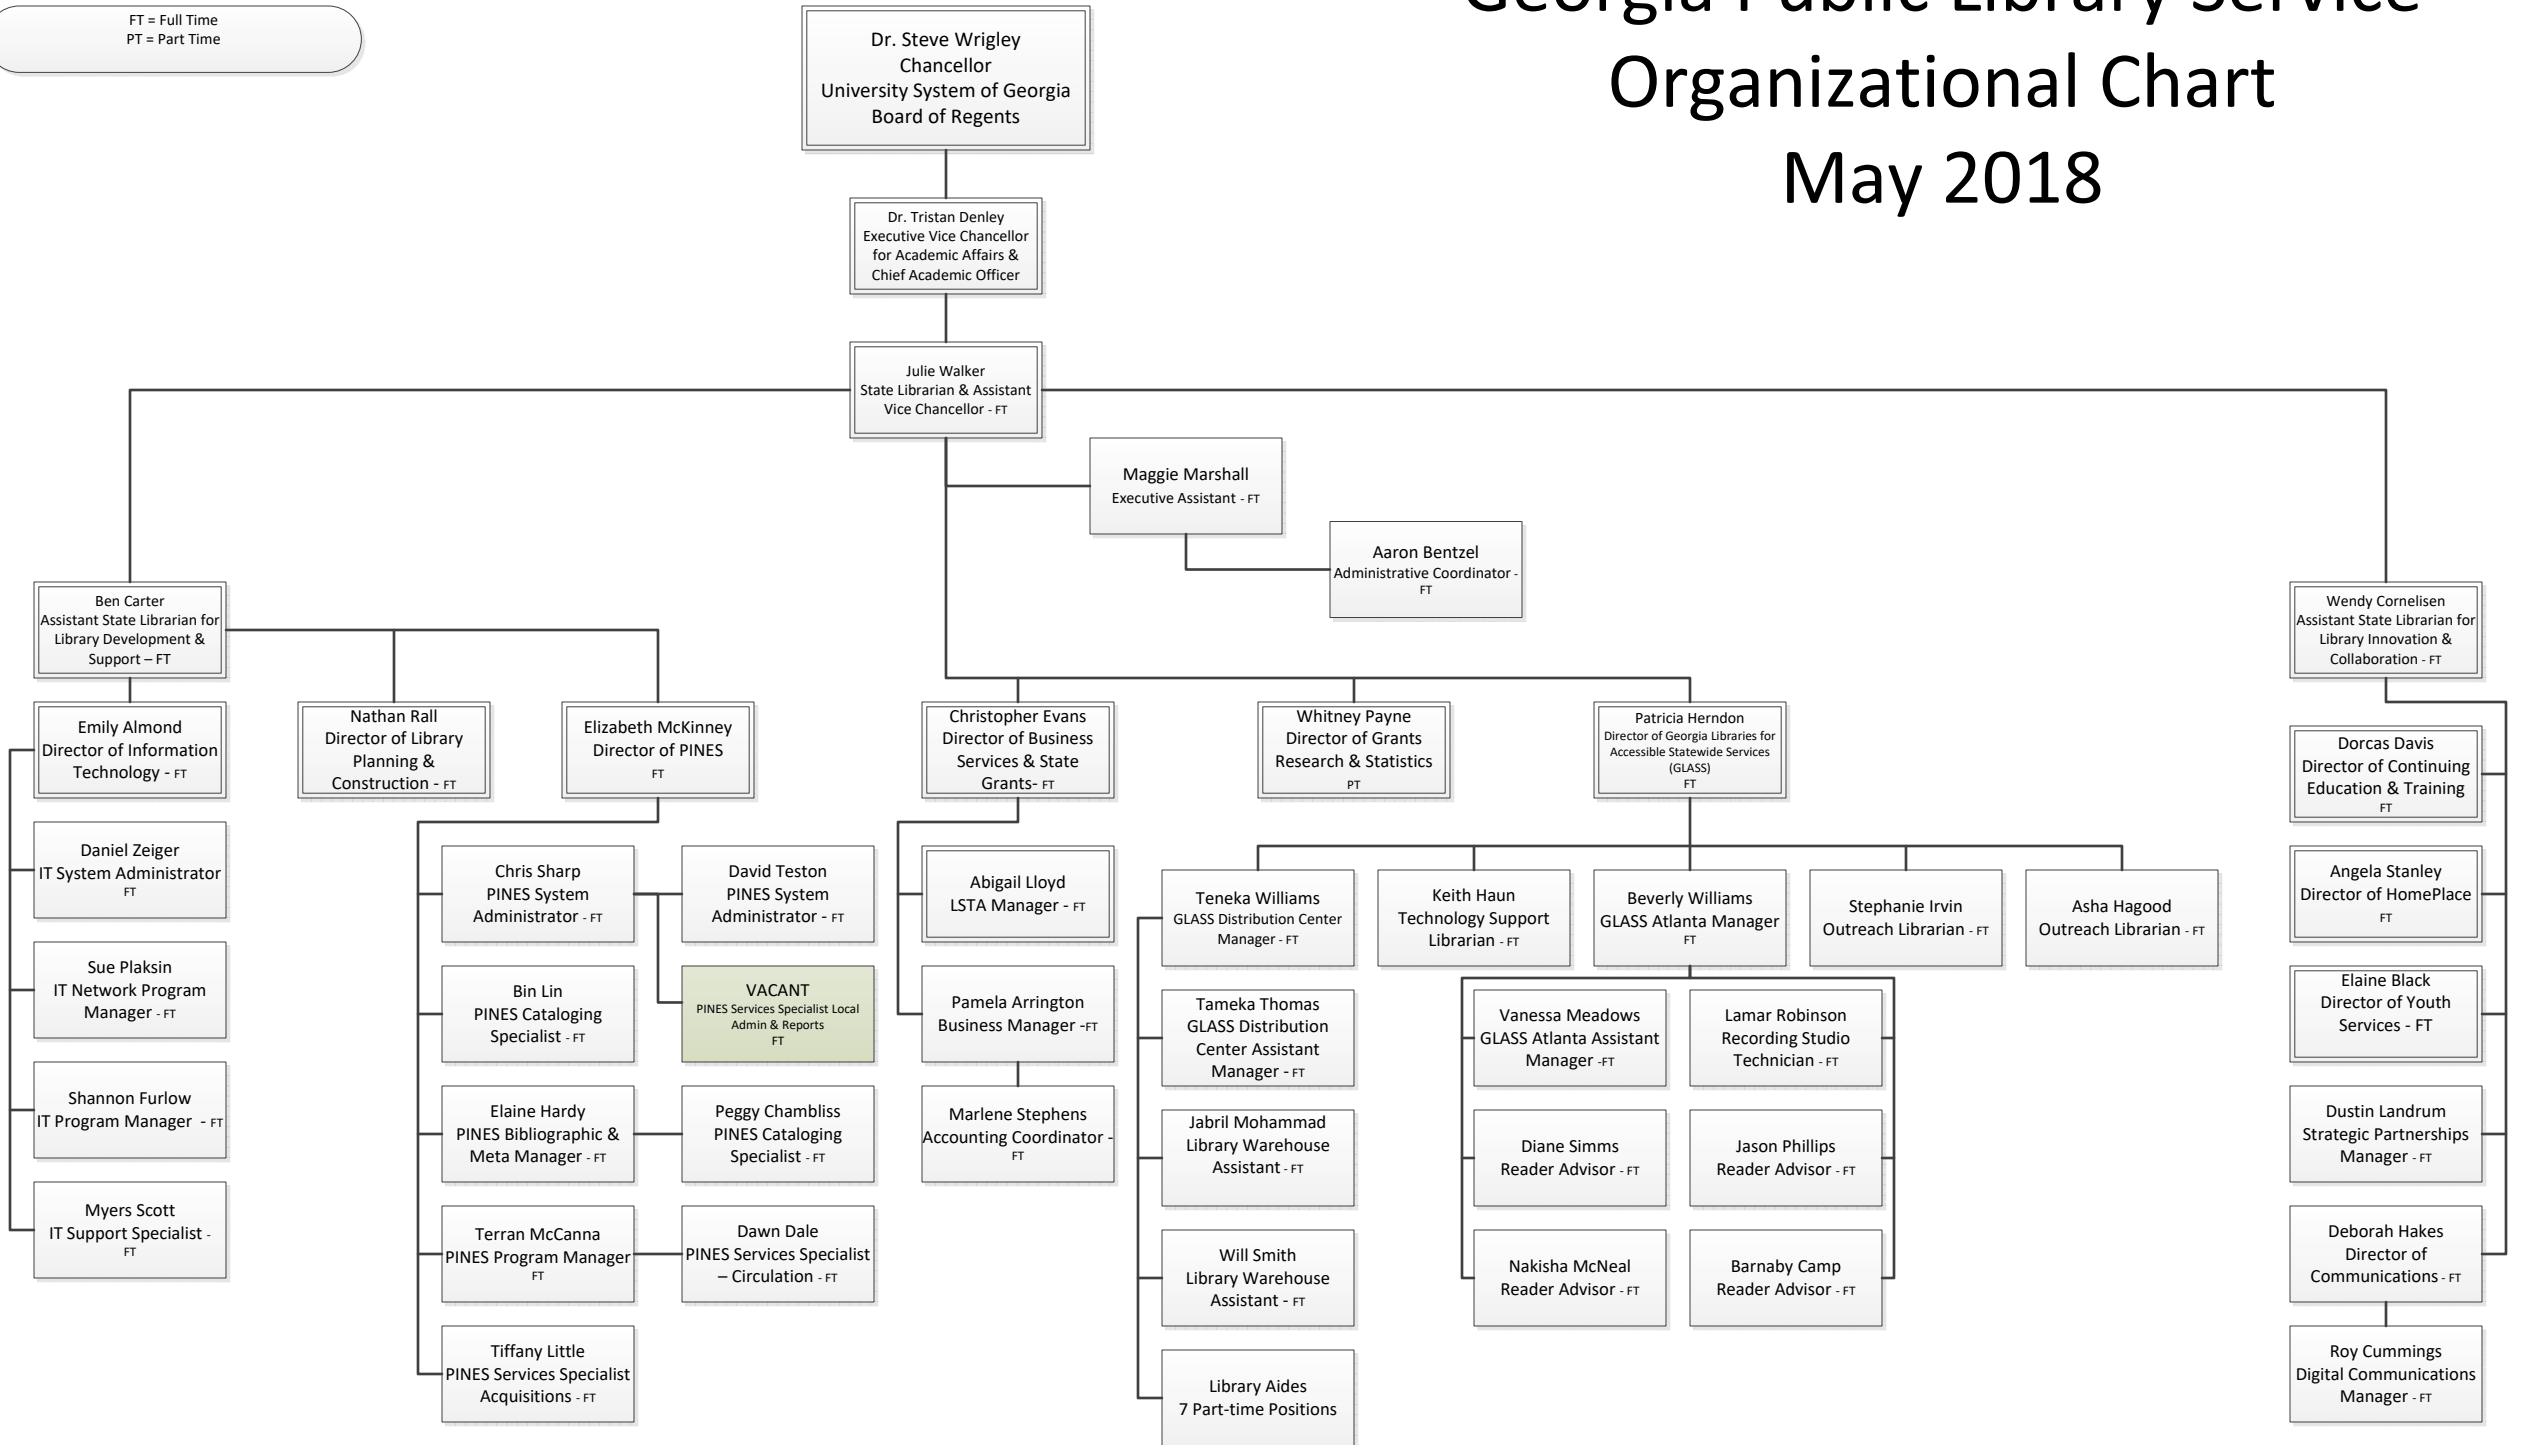 FT = Full Time
PT = Part Time
Georgia Public Library Service
Organizational Chart
May 2018
Dr. Steve Wrigley
Chancellor
University System of Georgia
Board of Regents
Dr. Tristan Denley
Executive Vice Chancellor
for Academic Affairs &
Chief Academic Officer
Julie Walker
State Librarian & Assistant
Vice Chancellor - FT
Maggie Marshall
Executive Assistant - FT
Aaron Bentzel
Administrative Coordinator -
FT
Ben Carter
Assistant State Librarian for
Library Development &
Support – FT
Wendy Cornelisen
Assistant State Librarian for
Library Innovation &
Collaboration - FT
Emily Almond
Director of Information
Technology - FT
Nathan Rall
Director of Library
Planning &
Construction - FT
Elizabeth McKinney
Director of PINES
FT
Christopher Evans
Director of Business
Services & State
Grants- FT
Whitney Payne
Director of Grants
Research & Statistics
PT
Patricia Herndon
Director of Georgia Libraries for
Accessible Statewide Services
(GLASS)
FT
Dorcas Davis
Director of Continuing
Education & Training
FT
Daniel Zeiger
IT System Administrator
FT
Sue Plaksin
IT Network Program
Manager - FT
Shannon Furlow
IT Program Manager - FT
Myers Scott
IT Support Specialist -
FT
Chris Sharp
PINES System
Administrator - FT
David Teston
PINES System
Administrator - FT
Bin Lin
PINES Cataloging
Specialist - FT
VACANT
PINES Services Specialist Local
Admin & Reports
FT
Elaine Hardy
PINES Bibliographic &
Meta Manager - FT
Peggy Chambliss
PINES Cataloging
Specialist - FT
Terran McCanna
PINES Program Manager
FT
Dawn Dale
PINES Services Specialist
– Circulation - FT
Tiffany Little
PINES Services Specialist
Acquisitions - FT
Abigail Lloyd
LSTA Manager - FT
Pamela Arrington
Business Manager -FT
Marlene Stephens
Accounting Coordinator -
FT
Teneka Williams
GLASS Distribution Center
Manager - FT
Keith Haun
Technology Support
Librarian - FT
Beverly Williams
GLASS Atlanta Manager
FT
Stephanie Irvin
Outreach Librarian - FT
Asha Hagood
Outreach Librarian - FT
Tameka Thomas
GLASS Distribution
Center Assistant
Manager - FT
Jabril Mohammad
Library Warehouse
Assistant - FT
Will Smith
Library Warehouse
Assistant - FT
Library Aides
7 Part-time Positions
Vanessa Meadows
GLASS Atlanta Assistant
Manager -FT
Lamar Robinson
Recording Studio
Technician - FT
Diane Simms
Reader Advisor - FT
Jason Phillips
Reader Advisor - FT
Nakisha McNeal
Reader Advisor - FT
Barnaby Camp
Reader Advisor - FT
Angela Stanley
Director of HomePlace
FT
Elaine Black
Director of Youth
Services - FT
Dustin Landrum
Strategic Partnerships
Manager - FT
Deborah Hakes
Director of
Communications - FT
Roy Cummings
Digital Communications
Manager - FT